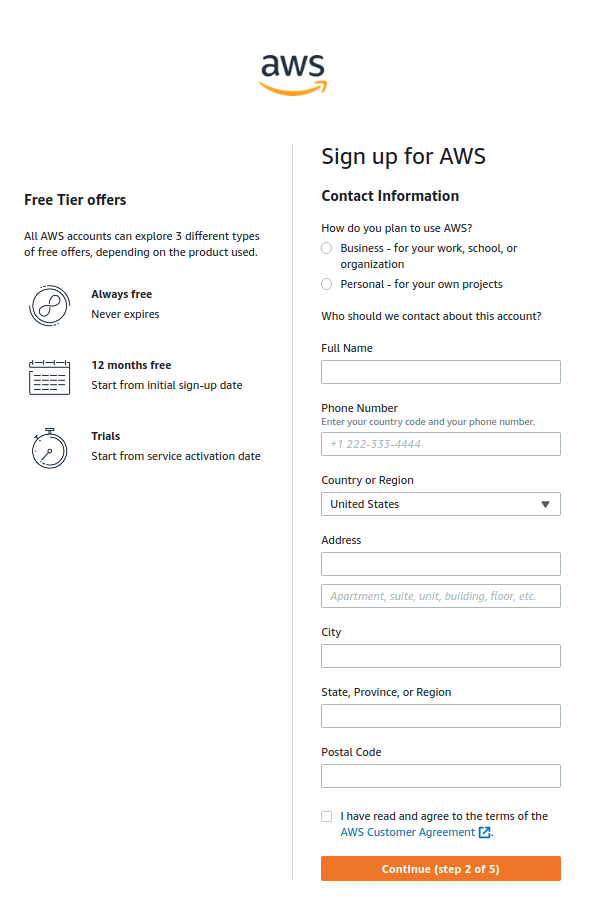 aws
Free Tier offers
All AWS accounts can explore 3 different types
of free offers, depending on the product used.
Always free
Never expires
12 months free
Start from initial sign-up date
Trials
Start from service activation date
Sign up for AWS
Contact Information
How do you plan to use AWS?
Business - for your work, school, or
organization
Personal - for your own projects
Who should we contact about this account?
Full Name
Phone Number
Enter your country code and your phone number.
+1 222-333-4444
Country or Region
United States
Address
Apartment, suite, unit, building, floor, etc.
City
State, Province, or Region
Postal Code
I have read and agree to the terms of the
AWS Customer Agreement.
Continue (step 2 of 5)